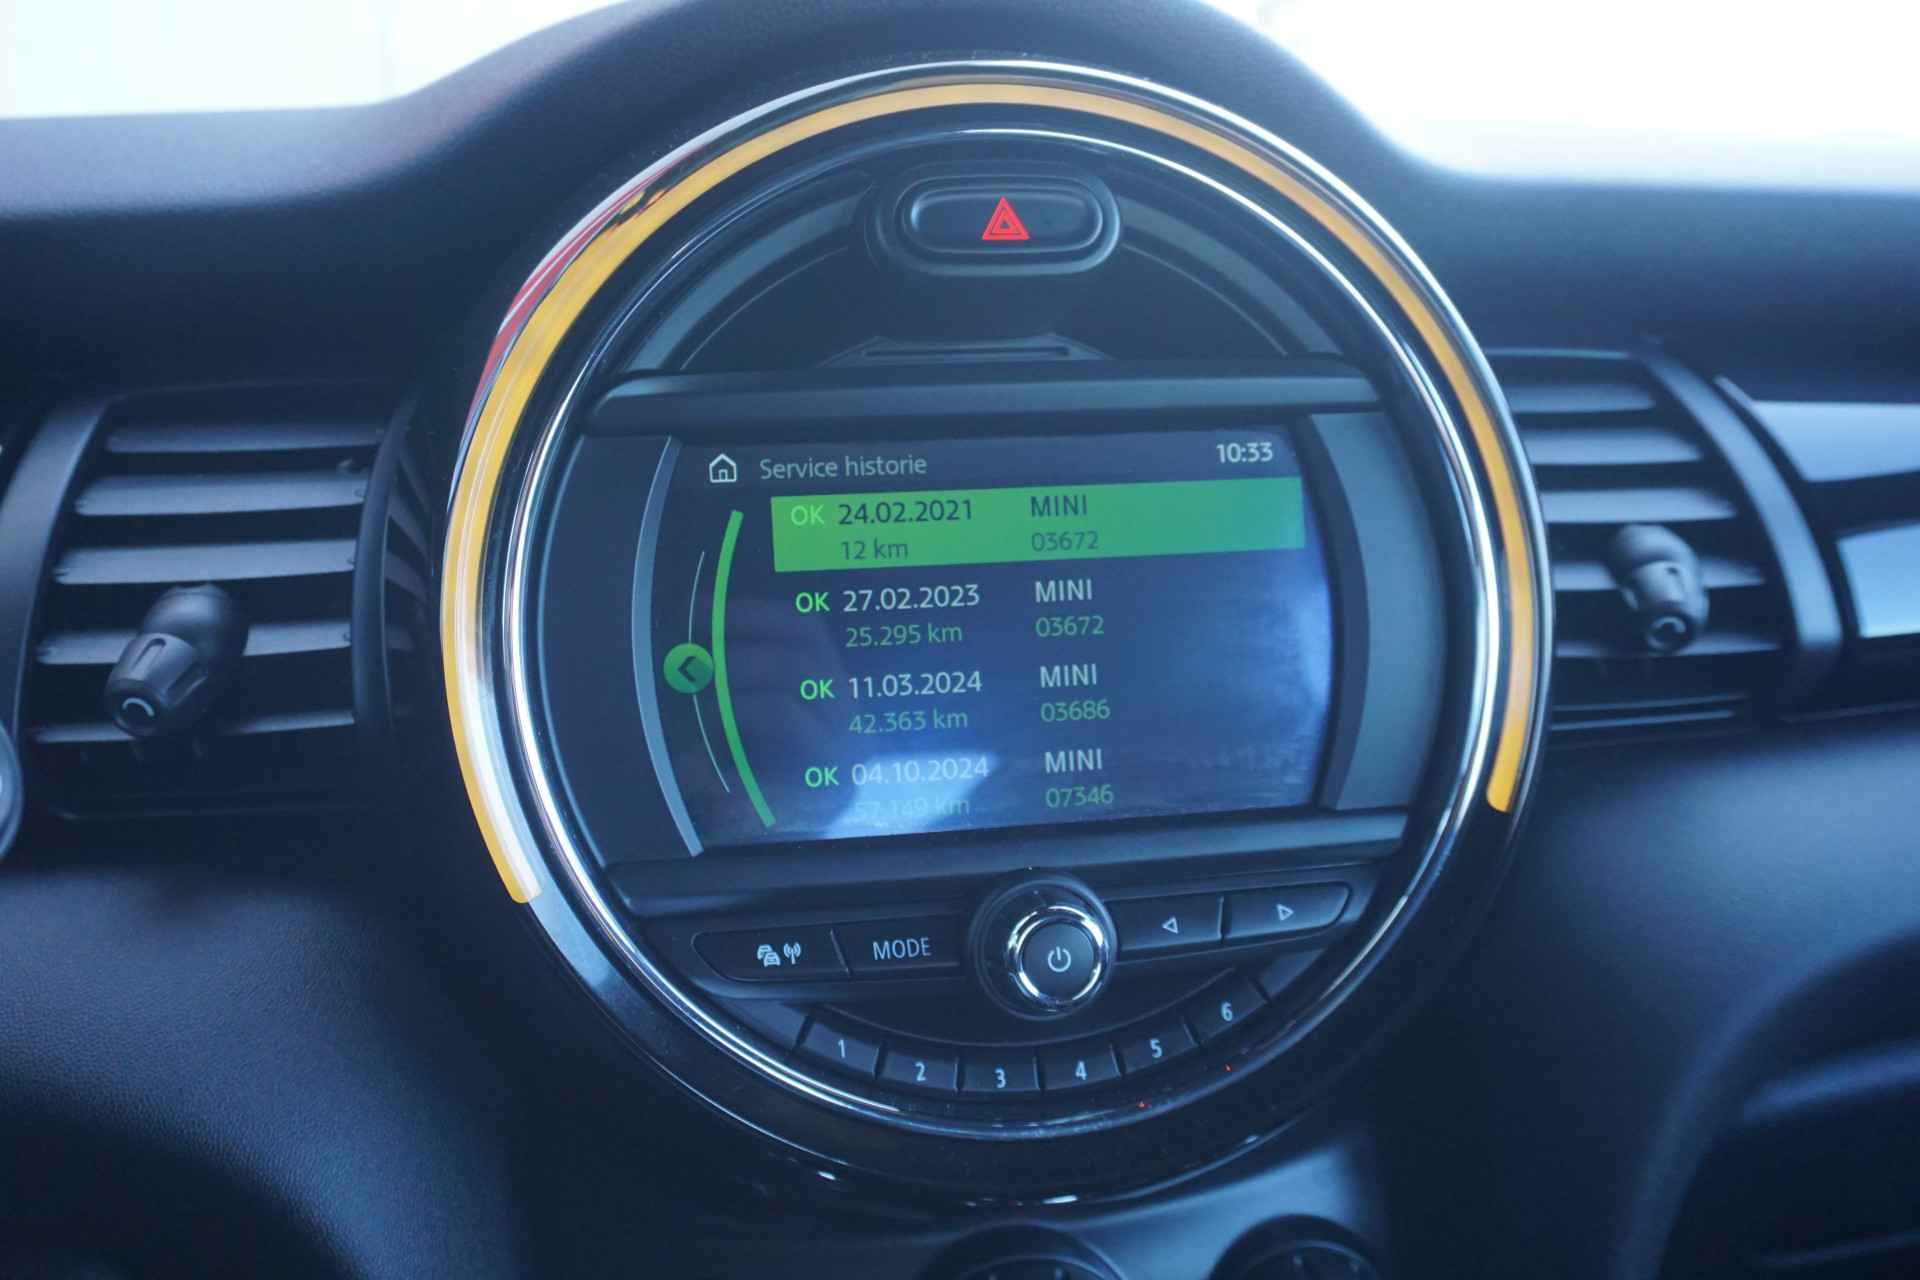 Service historie 10:33
OK 24.02.2021 MINI
12 km 03672
OK 27.02.2023 MINI
25.295 km 03672
OK 11.03.2024 MINI
42.363 km 03686
OK 04.10.2024 MINI
57.149 km 07346
MODE
1 2 3 4 5 6